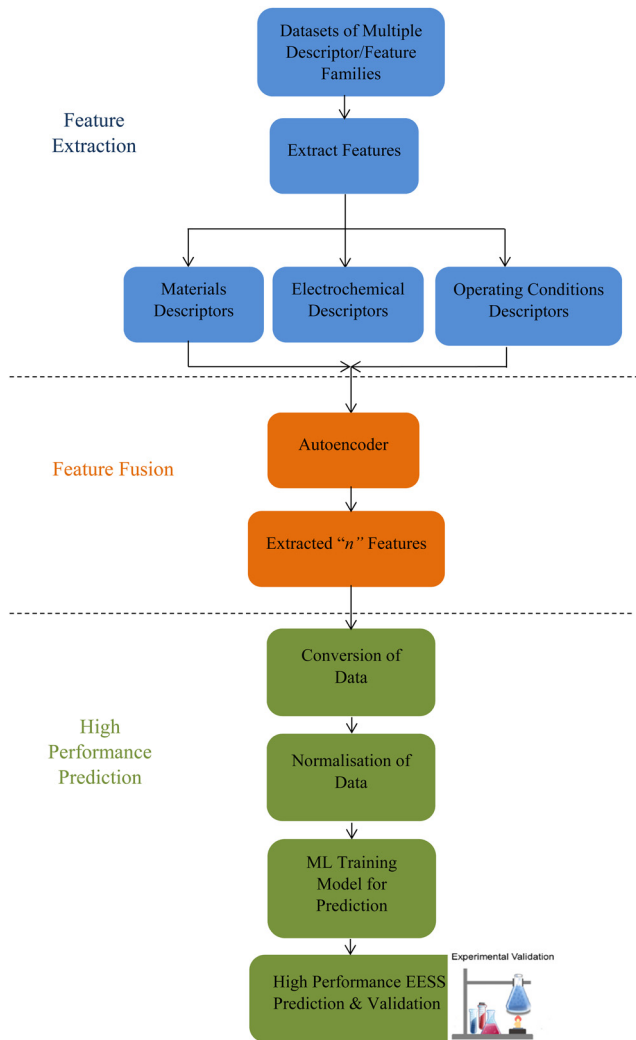 Datasets of Multiple
Descriptor/Feature
Families
Feature
Extraction
Extract Features
Materials
Descriptors
Electrochemical
Descriptors
Operating Conditions
Descriptors
Autoencoder
Feature Fusion
Extracted “n” Features
Conversion of
Data
High
Performance
Prediction
Normalisation of
Data
ML Training
Model for
Prediction
High Performance EESS
Prediction & Validation
Experimental Validation